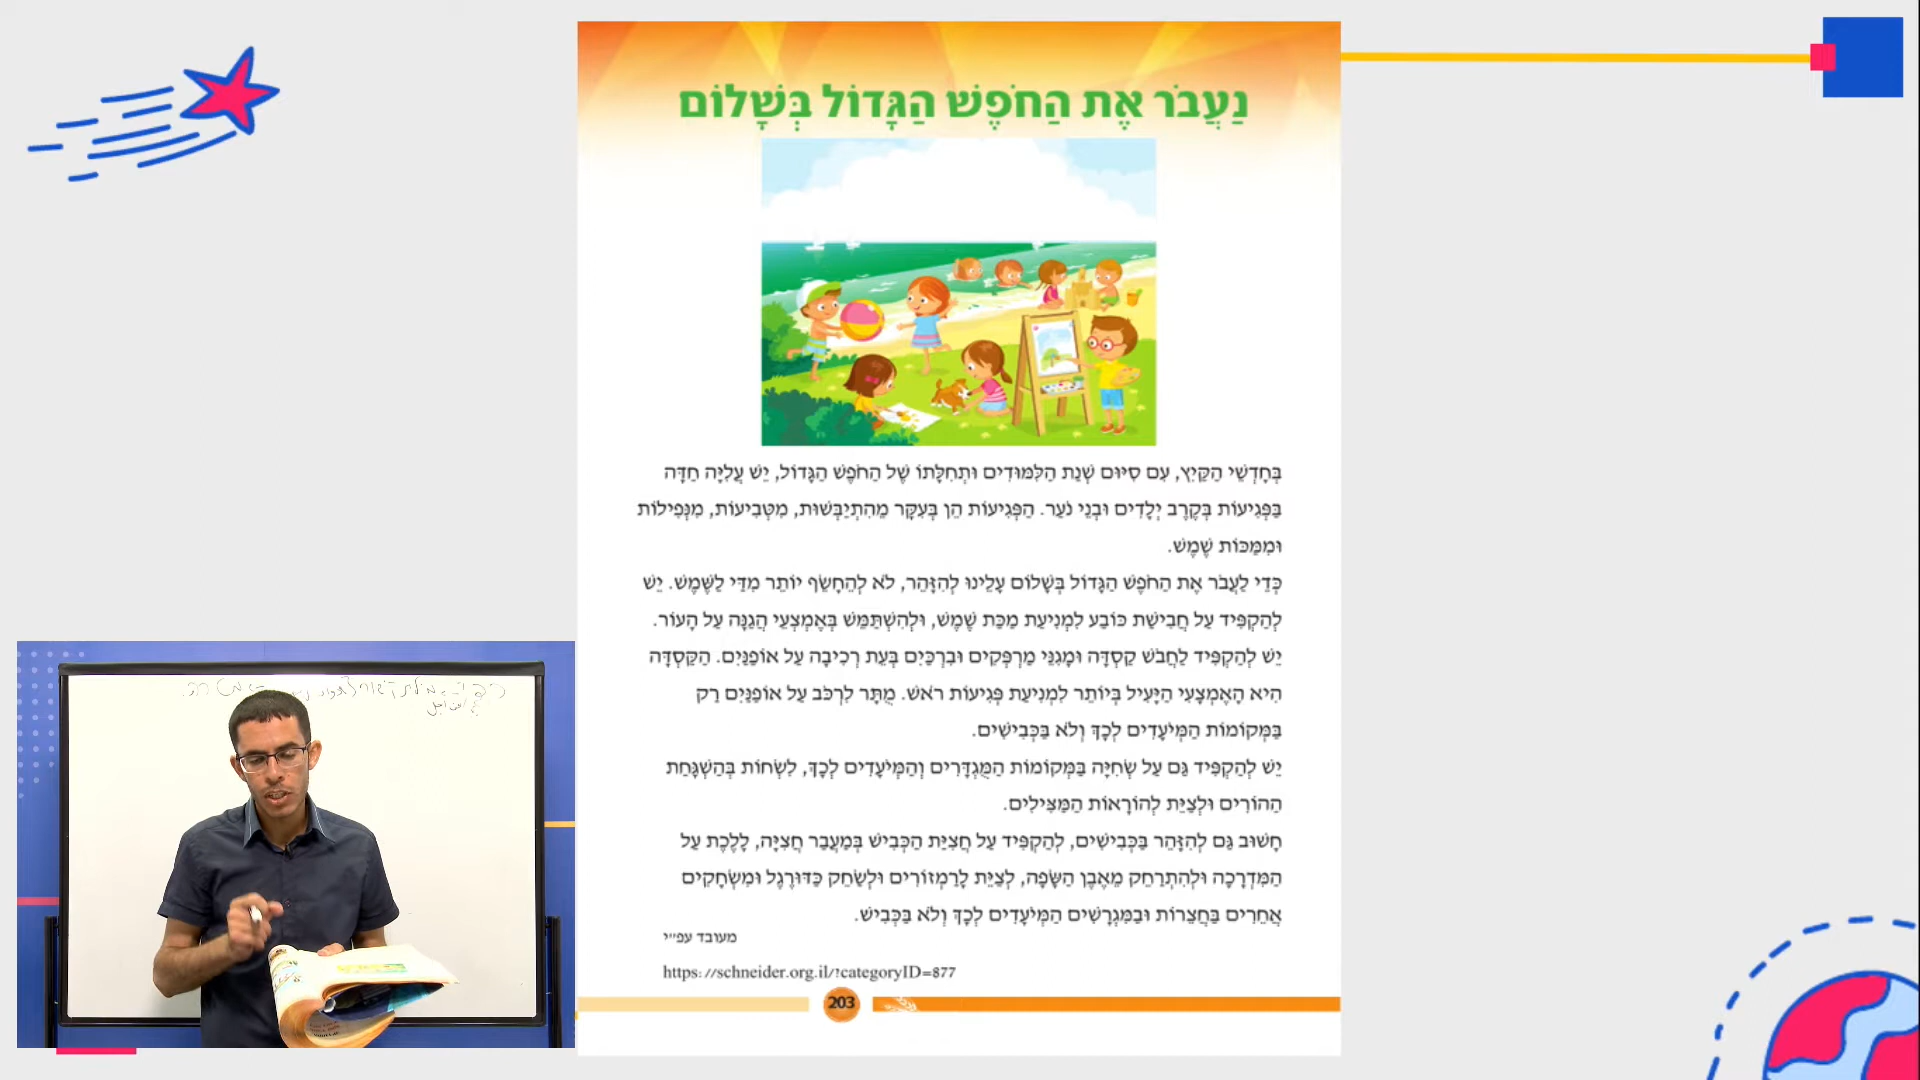 נַעֲבֹר אֶת הַחֹפֶשׁ הַגָּדוֹל בְּשָׁלוֹם
בְּחָדְשֵׁי הַקַּיִץ, עִם סִיּוּם שְׁנַת הַלִּמּוּדִים וּתְחִלָּתוֹ שֶׁל הַחֹפֶשׁ הַגָּדוֹל, יֵשׁ עֲלִיָּה חַדָּה
בַּפְּגִיעוֹת בְּקֶרֶב יְלָדִים וּבְנֵי נֹעַר. הַפְּגִיעוֹת הֵן בְּעִקָּר מֵהִתְיַבְּשׁוּת, מִטְּבִיעוֹת, מִנְּפִילוֹת
וּמִמַּכּוֹת שֶׁמֶשׁ.
כְּדֵי לַעֲבֹר אֶת הַחֹפֶשׁ הַגָּדוֹל בְּשָׁלוֹם עָלֵינוּ לְהִזָּהֵר, לֹא לְהֵחָשֵׂף יוֹתֵר מִדַּי לַשֶּׁמֶשׁ. יֵשׁ
לְהַקְפִּיד עַל חֲבִישַׁת כּוֹבַע לִמְנִיעַת מַכַּת שֶׁמֶשׁ, וּלְהִשְׁתַּמֵּשׁ בְּאֶמְצְעֵי הֲגַנָּה עַל הָעוֹר.
יֵשׁ לְהַקְפִּיד לַחֲבֹשׁ קַסְדָּה וּמָגִנֵּי מַרְפְּקִים וּבִרְכַּיִם בְּעֵת רְכִיבָה עַל אוֹפַנַּיִם. הַקַּסְדָּה
הִיא הָאֶמְצָעִי הַיָּעִיל בְּיוֹתֵר לִמְנִיעַת פְּגִיעוֹת רֹאשׁ. מֻתָּר לִרְכֹּב עַל אוֹפַנַּיִם רַק
בַּמְּקוֹמוֹת הַמְּיֹעָדִים לְכָךְ וְלֹא בַּכְּבִישִׁים.
יֵשׁ לְהַקְפִּיד גַּם עַל שְׂחִיָּה בַּמְּקוֹמוֹת הַמֻּגְדָּרִים וְהַמְּיֹעָדִים לְכָךְ, לִשְׂחוֹת בְּהַשְׁגָּחַת
הַהוֹרִים וּלְצַיֵּת לְהוֹרָאוֹת הַמַּצִּילִים.
חָשׁוּב גַּם לְהִזָּהֵר בַּכְּבִישִׁים, לְהַקְפִּיד עַל חֲצִיַּת הַכְּבִישׁ בְּמַעֲבַר חֲצִיָּה, לָלֶכֶת עַל
הַמִּדְרָכָה וּלְהִתְרַחֵק מֵאֶבֶן הַשָּׂפָה, לְצַיֵּת לָרַמְזוֹרִים וּלְשַׂחֵק כַּדּוּרֶגֶל וּמִשְׂחָקִים
אֲחֵרִים בַּחֲצֵרוֹת וּבַמִּגְרָשִׁים הַמְּיֹעָדִים לְכָךְ וְלֹא בַּכְּבִישׁ.
מעובד עפ״י
https://schneider.org.il/?categoryID=877
203